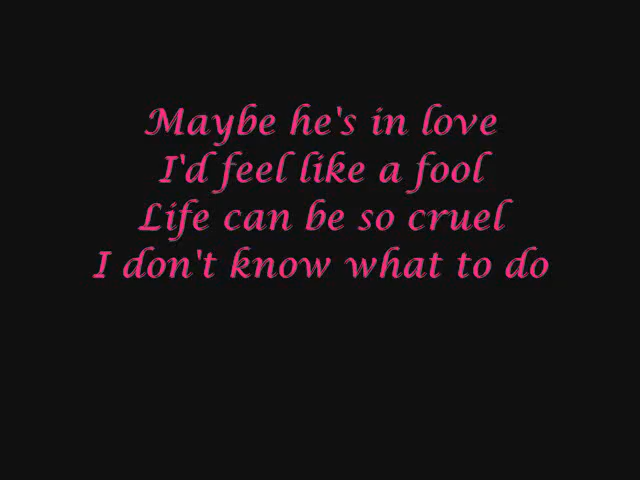 Maybe he's in love
I'd feel like a fool
Life can be so cruel
I don't know what to do